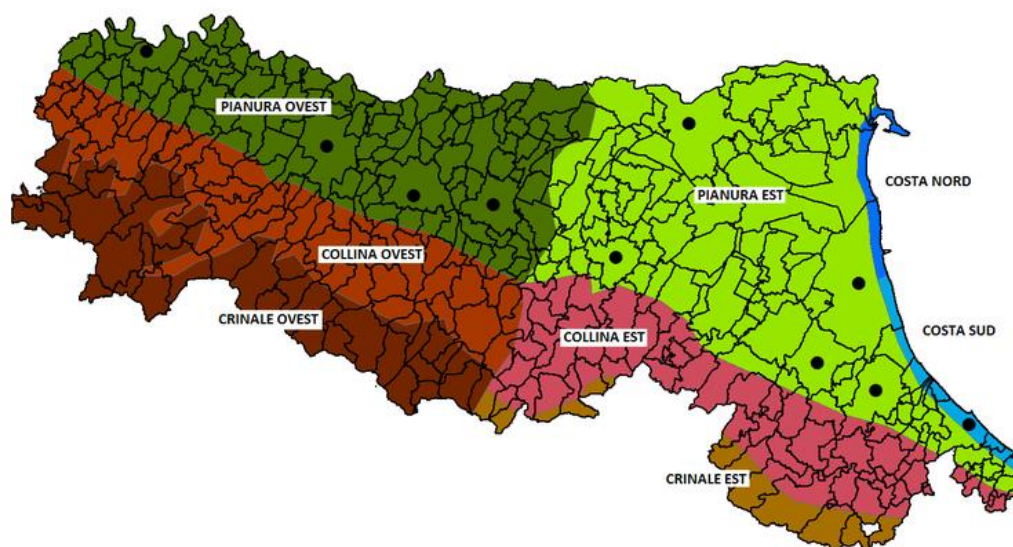 PIANURA OVEST
COSTA NORD
PIANURA EST
COLLINA OVEST
CRINALE OVEST
COSTA SUD
COLLINA EST
CRINALE EST